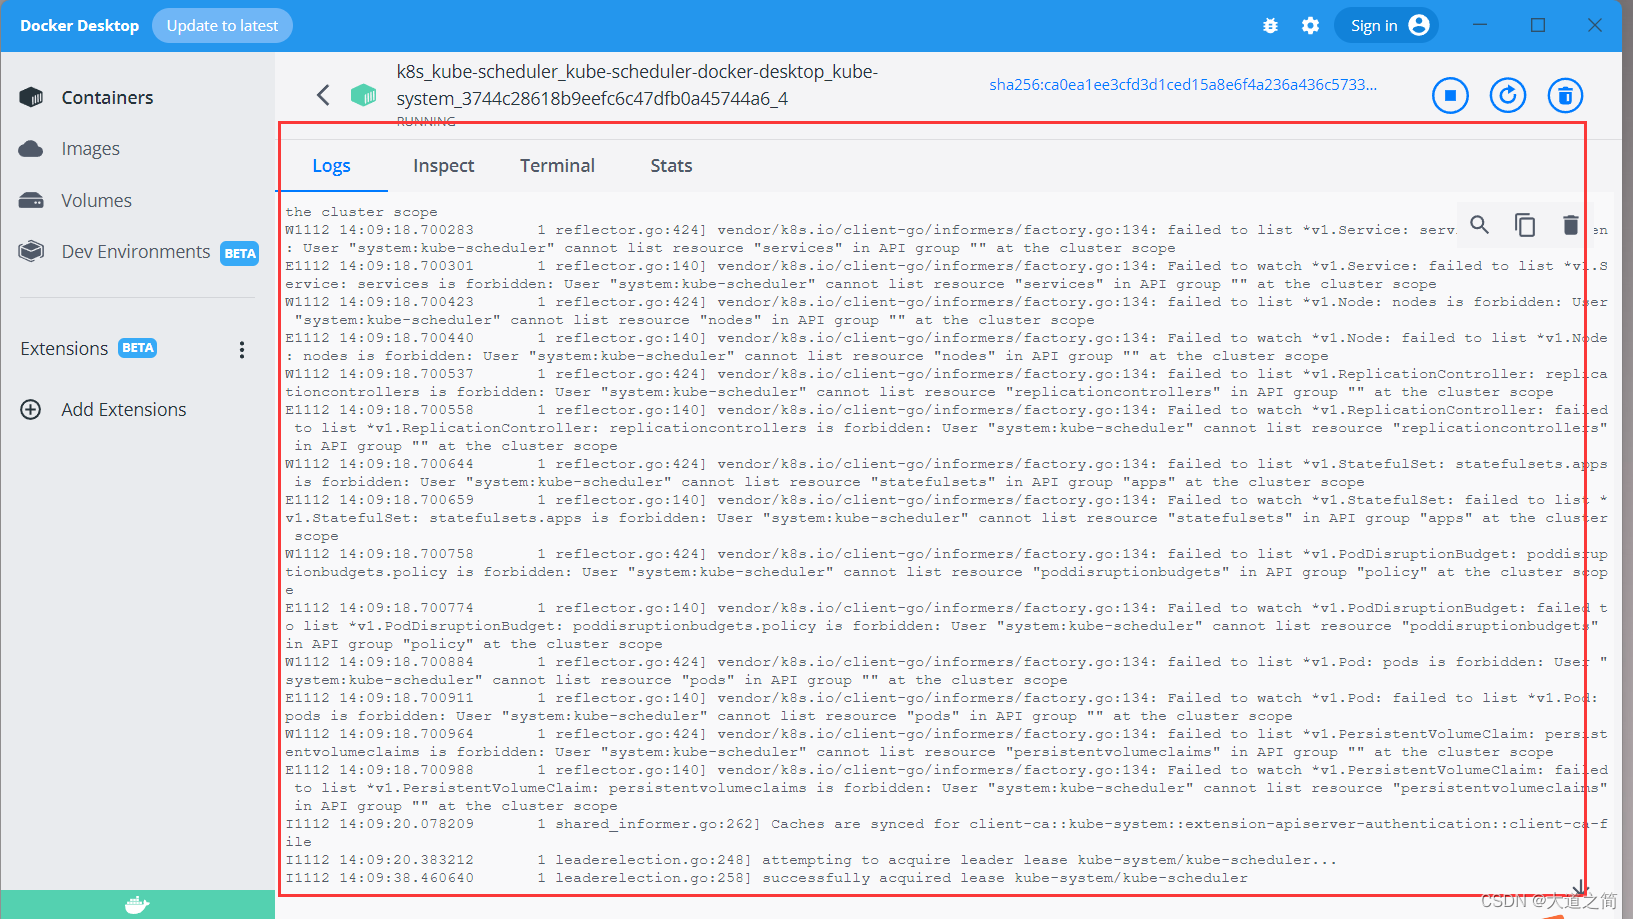 Docker Desktop
Update to latest
Sign in
Containers
Images
Volumes
Dev Environments BETA
Extensions BETA
Add Extensions
k8s_kube-scheduler_kube-scheduler-docker-desktop_kube-
system_3744c28618b9eefc6c47dfb0a45744a6_4
RUNNING
sha256:ca0ea1ee3cfd3d1ced15a8e6f4a236a436c5733...
Logs Inspect Terminal Stats
the cluster scope
W1112 14:09:18.700283 1 reflector.go:424] vendor/k8s.io/client-go/informers/factory.go:134: failed to list *v1.Service: serv en
: User "system:kube-scheduler" cannot list resource "services" in API group "" at the cluster scope
E1112 14:09:18.700301 1 reflector.go:140] vendor/k8s.io/client-go/informers/factory.go:134: Failed to watch *v1.Service: failed to list *v1.S
ervice: services is forbidden: User "system:kube-scheduler" cannot list resource "services" in API group "" at the cluster scope
W1112 14:09:18.700423 1 reflector.go:424] vendor/k8s.io/client-go/informers/factory.go:134: failed to list *v1.Node: nodes is forbidden: User
"system:kube-scheduler" cannot list resource "nodes" in API group "" at the cluster scope
E1112 14:09:18.700440 1 reflector.go:140] vendor/k8s.io/client-go/informers/factory.go:134: Failed to watch *v1.Node: failed to list *v1.Node
: nodes is forbidden: User "system:kube-scheduler" cannot list resource "nodes" in API group "" at the cluster scope
W1112 14:09:18.700537 1 reflector.go:424] vendor/k8s.io/client-go/informers/factory.go:134: failed to list *v1.ReplicationController: replica
tioncontrollers is forbidden: User "system:kube-scheduler" cannot list resource "replicationcontrollers" in API group "" at the cluster scope
E1112 14:09:18.700558 1 reflector.go:140] vendor/k8s.io/client-go/informers/factory.go:134: Failed to watch *v1.ReplicationController: failed
to list *v1.ReplicationController: replicationcontrollers is forbidden: User "system:kube-scheduler" cannot list resource "replicationcontrollers"
in API group "" at the cluster scope
W1112 14:09:18.700644 1 reflector.go:424] vendor/k8s.io/client-go/informers/factory.go:134: failed to list *v1.StatefulSet: statefulsets.apps
is forbidden: User "system:kube-scheduler" cannot list resource "statefulsets" in API group "apps" at the cluster scope
E1112 14:09:18.700659 1 reflector.go:140] vendor/k8s.io/client-go/informers/factory.go:134: Failed to watch *v1.StatefulSet: failed to list *
v1.StatefulSet: statefulsets.apps is forbidden: User "system:kube-scheduler" cannot list resource "statefulsets" in API group "apps" at the cluster
scope
W1112 14:09:18.700758 1 reflector.go:424] vendor/k8s.io/client-go/informers/factory.go:134: failed to list *v1.PodDisruptionBudget: poddisrup
tionbudgets.policy is forbidden: User "system:kube-scheduler" cannot list resource "poddisruptionbudgets" in API group "policy" at the cluster scop
e
E1112 14:09:18.700774 1 reflector.go:140] vendor/k8s.io/client-go/informers/factory.go:134: Failed to watch *v1.PodDisruptionBudget: failed t
o list *v1.PodDisruptionBudget: poddisruptionbudgets.policy is forbidden: User "system:kube-scheduler" cannot list resource "poddisruptionbudgets"
in API group "policy" at the cluster scope
W1112 14:09:18.700884 1 reflector.go:424] vendor/k8s.io/client-go/informers/factory.go:134: failed to list *v1.Pod: pods is forbidden: User "
system:kube-scheduler" cannot list resource "pods" in API group "" at the cluster scope
E1112 14:09:18.700911 1 reflector.go:140] vendor/k8s.io/client-go/informers/factory.go:134: Failed to watch *v1.Pod: failed to list *v1.Pod:
pods is forbidden: User "system:kube-scheduler" cannot list resource "pods" in API group "" at the cluster scope
W1112 14:09:18.700964 1 reflector.go:424] vendor/k8s.io/client-go/informers/factory.go:134: failed to list *v1.PersistentVolumeClaim: persist
entvolumeclaims is forbidden: User "system:kube-scheduler" cannot list resource "persistentvolumeclaims" in API group "" at the cluster scope
E1112 14:09:18.700988 1 reflector.go:140] vendor/k8s.io/client-go/informers/factory.go:134: Failed to watch *v1.PersistentVolumeClaim: failed
to list *v1.PersistentVolumeClaim: persistentvolumeclaims is forbidden: User "system:kube-scheduler" cannot list resource "persistentvolumeclaims"
in API group "" at the cluster scope
I1112 14:09:20.078209 1 shared_informer.go:262] Caches are synced for client-ca::kube-system::extension-apiserver-authentication::client-ca-f
ile
I1112 14:09:20.383212 1 leaderelection.go:248] attempting to acquire leader lease kube-system/kube-scheduler...
I1112 14:09:38.460640 1 leaderelection.go:258] successfully acquired lease kube-system/kube-scheduler
CSDN @大道之简